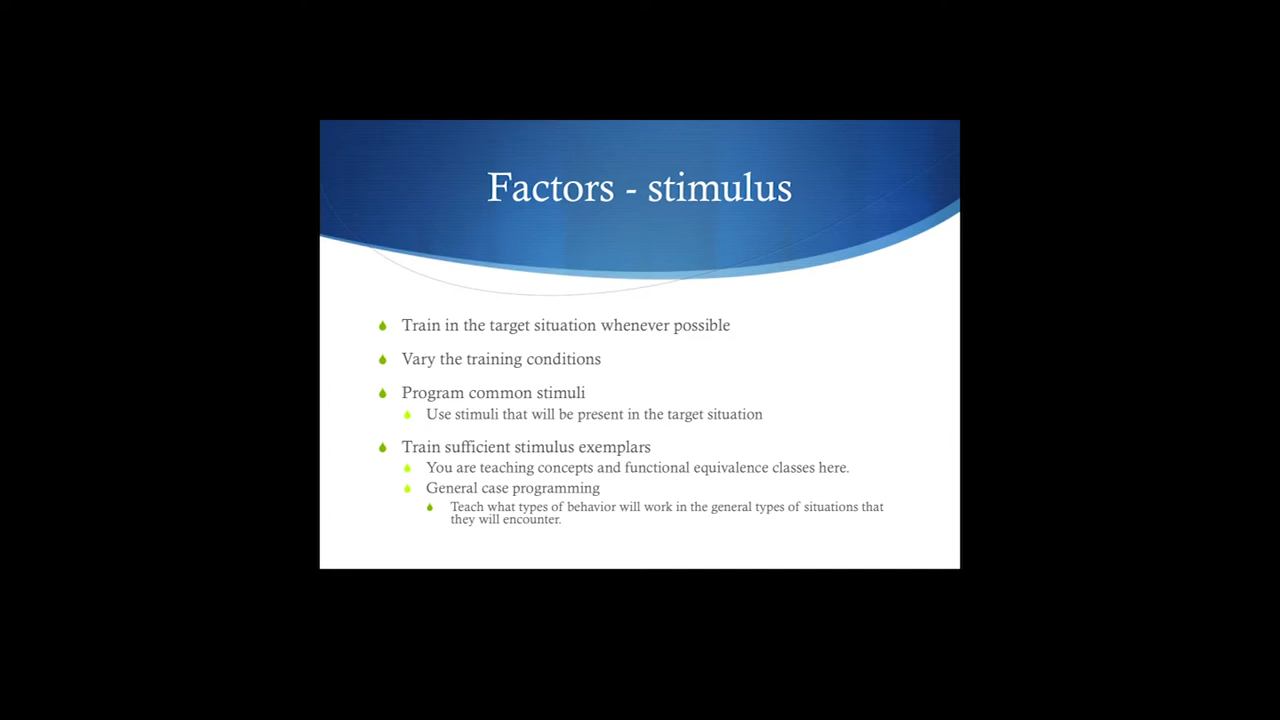 Factors - stimulus
Train in the target situation whenever possible
Vary the training conditions
Program common stimuli
Use stimuli that will be present in the target situation
Train sufficient stimulus exemplars
You are teaching concepts and functional equivalence classes here.
General case programming
Teach what types of behavior will work in the general types of situations that
they will encounter.